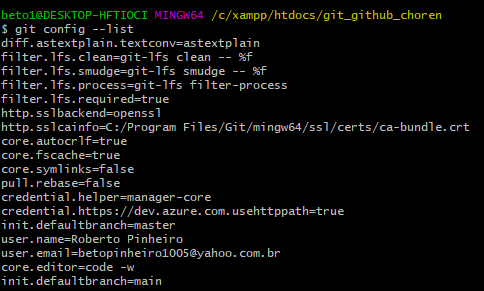 beto1@DESKTOP-HFTIOCI MINGW64 /c/xampp/htdocs/git_github_choren
$ git config --list
diff.astextplain.textconv=astextplain
filter.lfs.clean=git-lfs clean -- %f
filter.lfs.smudge=git-lfs smudge -- %f
filter.lfs.process=git-lfs filter-process
filter.lfs.required=true
http.sslbackend=openssl
http.sslcainfo=C:/Program Files/Git/mingw64/ssl/certs/ca-bundle.crt
core.autocrlf=true
core.fscache=true
core.symlinks=false
pull.rebase=false
credential.helper=manager-core
credential.https://dev.azure.com.usehttppath=true
init.defaultbranch=master
user.name=Roberto Pinheiro
user.email=betopinheiro1005@yahoo.com.br
core.editor=code -w
init.defaultbranch=main